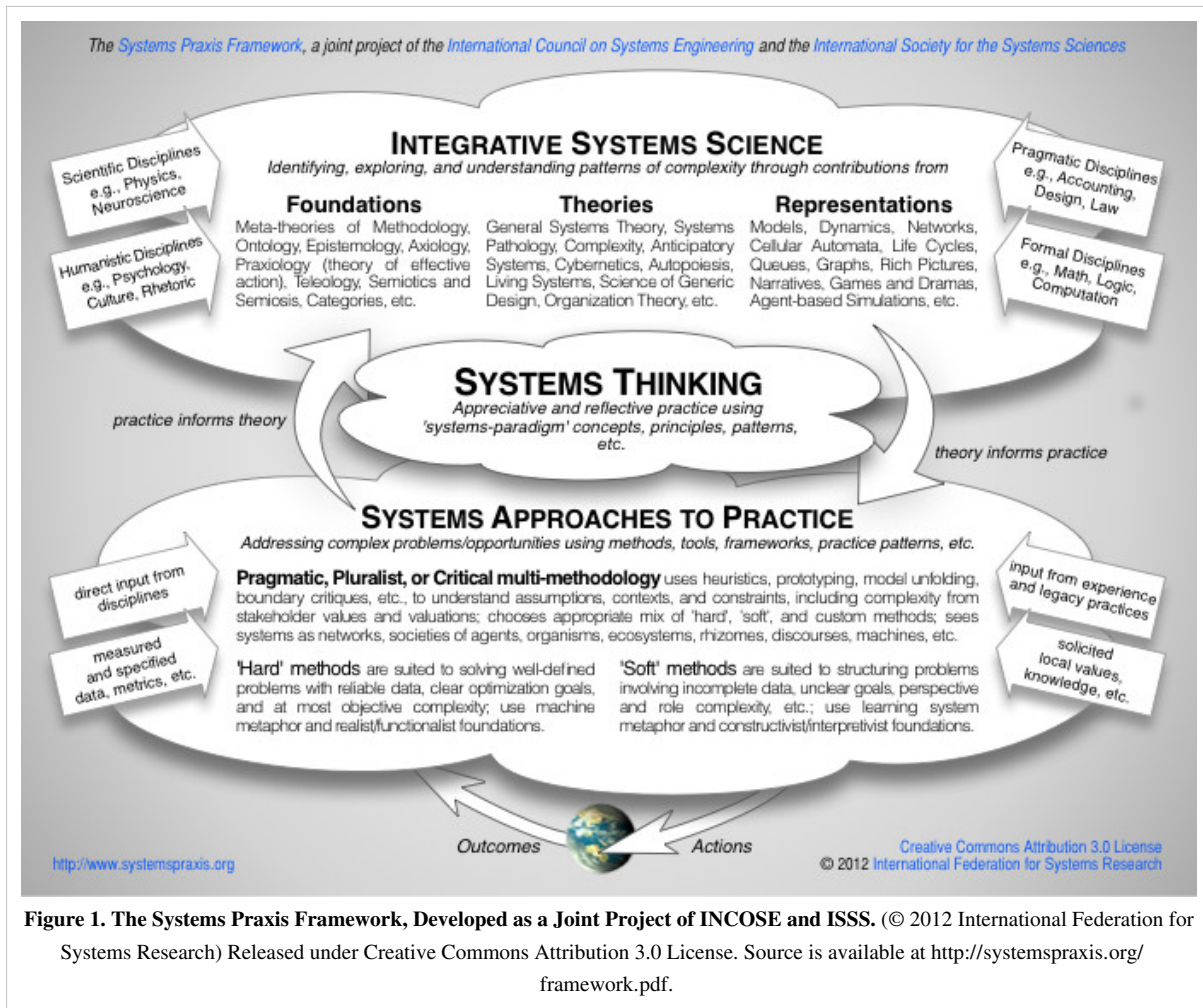 The Systems Praxis Framework, a joint project of the International Council on Systems Engineering and the International Society for the Systems Sciences
INTEGRATIVE SYSTEMS SCIENCE
Identifying, exploring, and understanding patterns of complexity through contributions from
Scientific Disciplines
e.g., Physics,
Neuroscience
Humanistic Disciplines
e.g., Psychology,
Culture, Rhetoric
Foundations
Meta-theories of Methodology,
Ontology, Epistemology, Axiology,
Praxiology (theory of effective
action), Teleology, Semiotics and
Semiosis, Categories, etc.
Theories
General Systems Theory, Systems
Pathology, Complexity, Anticipatory
Systems, Cybernetics, Autopoiesis,
Living Systems, Science of Generic
Design, Organization Theory, etc.
Representations
Models, Dynamics, Networks,
Cellular Automata, Life Cycles,
Queues, Graphs, Rich Pictures,
Narratives, Games and Dramas,
Agent-based Simulations, etc.
Pragmatic Disciplines
e.g., Accounting,
Design, Law
Formal Disciplines
e.g., Math, Logic,
Computation
SYSTEMS THINKING
Appreciative and reflective practice using
'systems-paradigm' concepts, principles, patterns,
etc.
practice informs theory
theory informs practice
SYSTEMS APPROACHES TO PRACTICE
Addressing complex problems/opportunities using methods, tools, frameworks, practice patterns, etc.
direct input from
disciplines
measured
and specified
data, metrics, etc.
Pragmatic, Pluralist, or Critical multi-methodology uses heuristics, prototyping, model unfolding,
boundary critiques, etc., to understand assumptions, contexts, and constraints, including complexity from
stakeholder values and valuations; chooses appropriate mix of 'hard', 'soft', and custom methods; sees
systems as networks, societies of agents, organisms, ecosystems, rhizomes, discourses, machines, etc.
'Hard' methods are suited to solving well-defined
problems with reliable data, clear optimization goals,
and at most objective complexity; use machine
metaphor and realist/functionalist foundations.
'Soft' methods are suited to structuring problems
involving incomplete data, unclear goals, perspective
and role complexity, etc.; use learning system
metaphor and constructivist/interpretivist foundations.
input from experience
and legacy practices
solicited
local values,
knowledge, etc.
Outcomes
Actions
http://www.systemspraxis.org
Creative Commons Attribution 3.0 License
© 2012 International Federation for Systems Research
Figure 1. The Systems Praxis Framework, Developed as a Joint Project of INCOSE and ISSS. (© 2012 International Federation for
Systems Research) Released under Creative Commons Attribution 3.0 License. Source is available at http://systemspraxis.org/
framework.pdf.